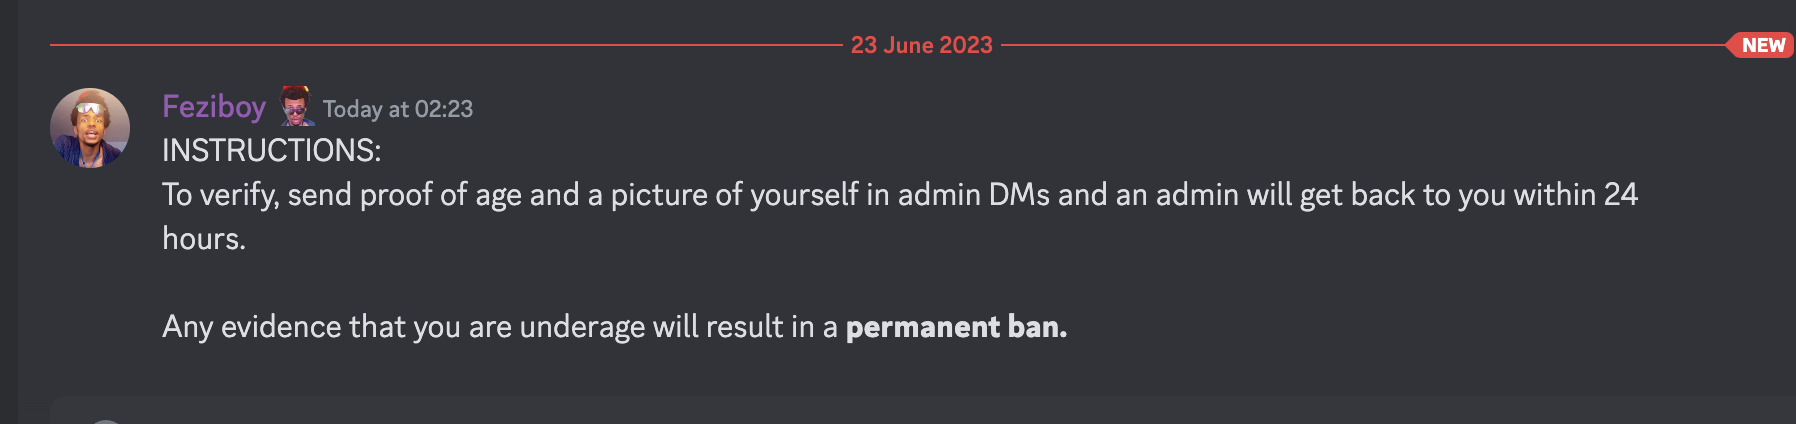 23 June 2023
NEW
Feziboy Today at 02:23
INSTRUCTIONS:
To verify, send proof of age and a picture of yourself in admin DMs and an admin will get back to you within 24
hours.
Any evidence that you are underage will result in a permanent ban.